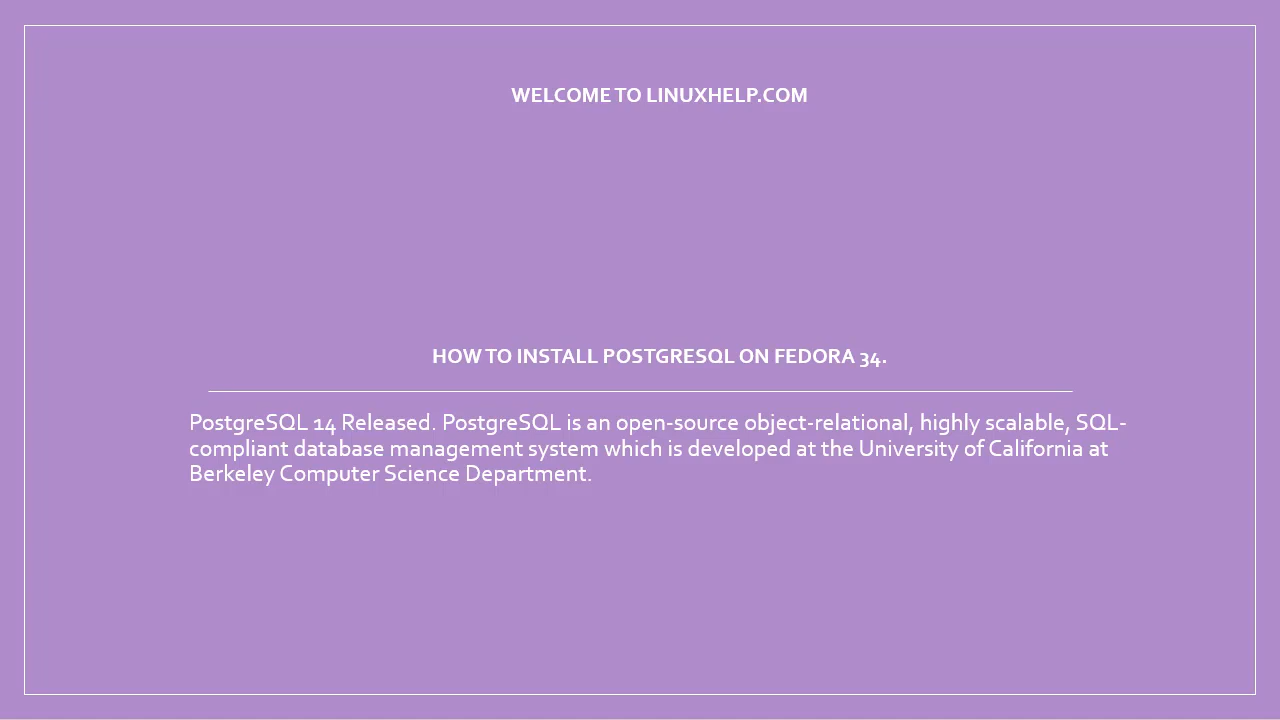 WELCOME TO LINUXHELP.COM
HOW TO INSTALL POSTGRESQL ON FEDORA 34.
PostgreSQL 14 Released. PostgreSQL is an open-source object-relational, highly scalable, SQL-
compliant database management system which is developed at the University of California at
Berkeley Computer Science Department.